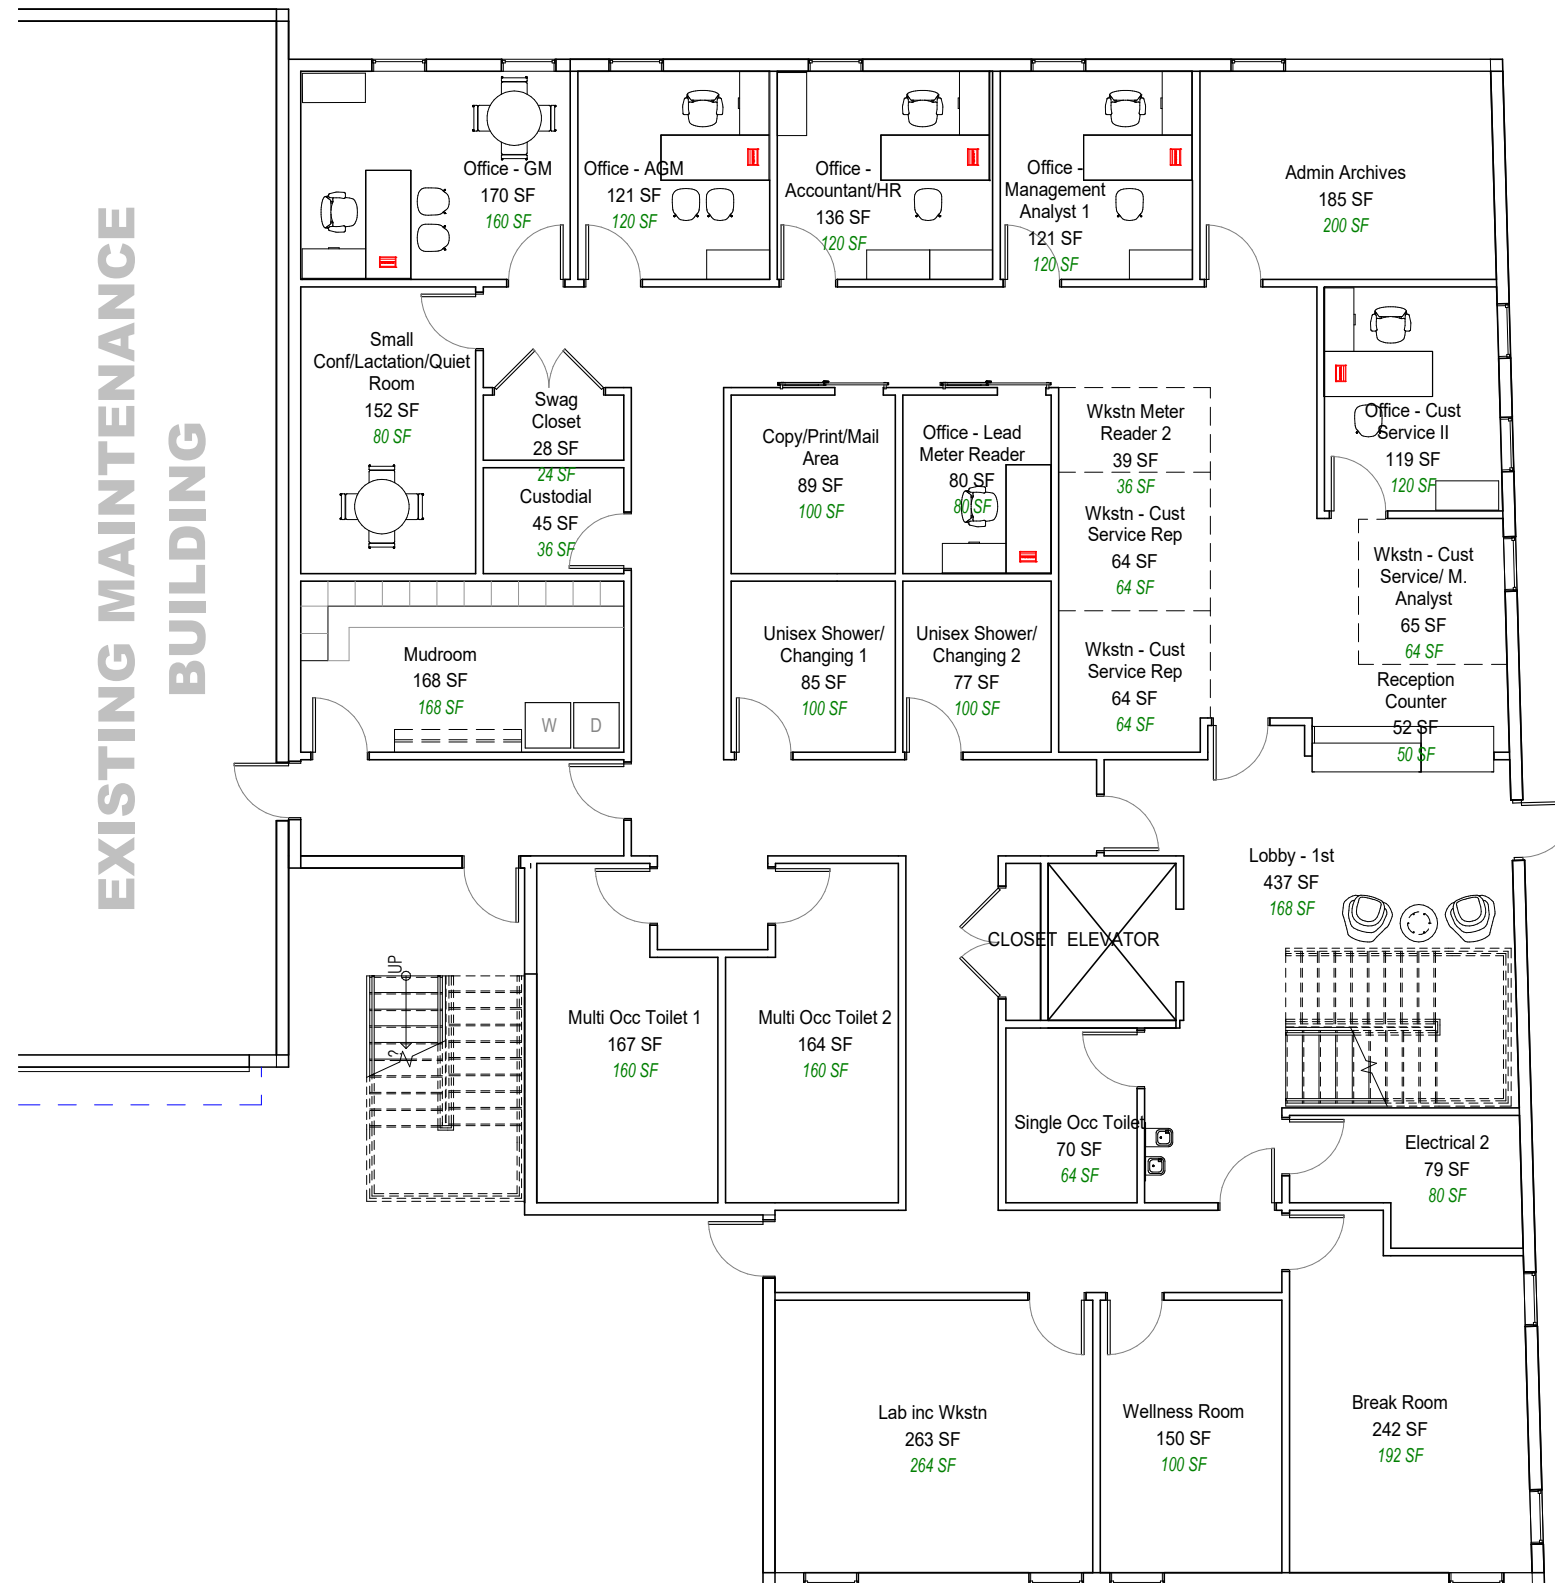 EXISTING MAINTENANCE
BUILDING
Office - GM
170 SF
160 SF
Office - AGM
121 SF
120 SF
Office -
Accountant/HR
136 SF
120 SF
Office -
Management
Analyst 1
121 SF
120 SF
Admin Archives
185 SF
200 SF
Small
Conf/Lactation/Quiet
Room
152 SF
80 SF
Swag
Closet
28 SF
24 SF
Custodial
45 SF
36 SF
Copy/Print/Mail
Area
89 SF
100 SF
Office - Lead
Meter Reader
80 SF
80 SF
Wkstn Meter
Reader 2
39 SF
36 SF
Wkstn - Cust
Service Rep
64 SF
64 SF
Wkstn - Cust
Service Rep
64 SF
64 SF
Office - Cust
Service II
119 SF
120 SF
Wkstn - Cust
Service/ M.
Analyst
65 SF
64 SF
Reception
Counter
52 SF
50 SF
Mudroom
168 SF
168 SF
W
D
Unisex Shower/
Changing 1
85 SF
100 SF
Unisex Shower/
Changing 2
77 SF
100 SF
Lobby - 1st
437 SF
168 SF
CLOSET
ELEVATOR
UP
2
Multi Occ Toilet 1
167 SF
160 SF
Multi Occ Toilet 2
164 SF
160 SF
Single Occ Toilet
70 SF
64 SF
Electrical 2
79 SF
80 SF
Lab inc Wkstn
263 SF
264 SF
Wellness Room
150 SF
100 SF
Break Room
242 SF
192 SF